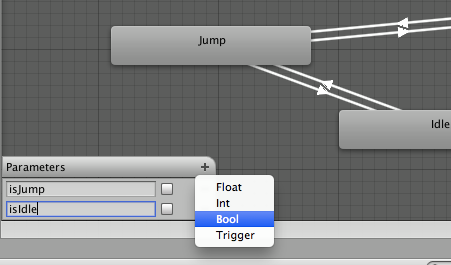 Jump
Idle
Parameters +
isJump
isIdle
Float
Int
Bool
Trigger